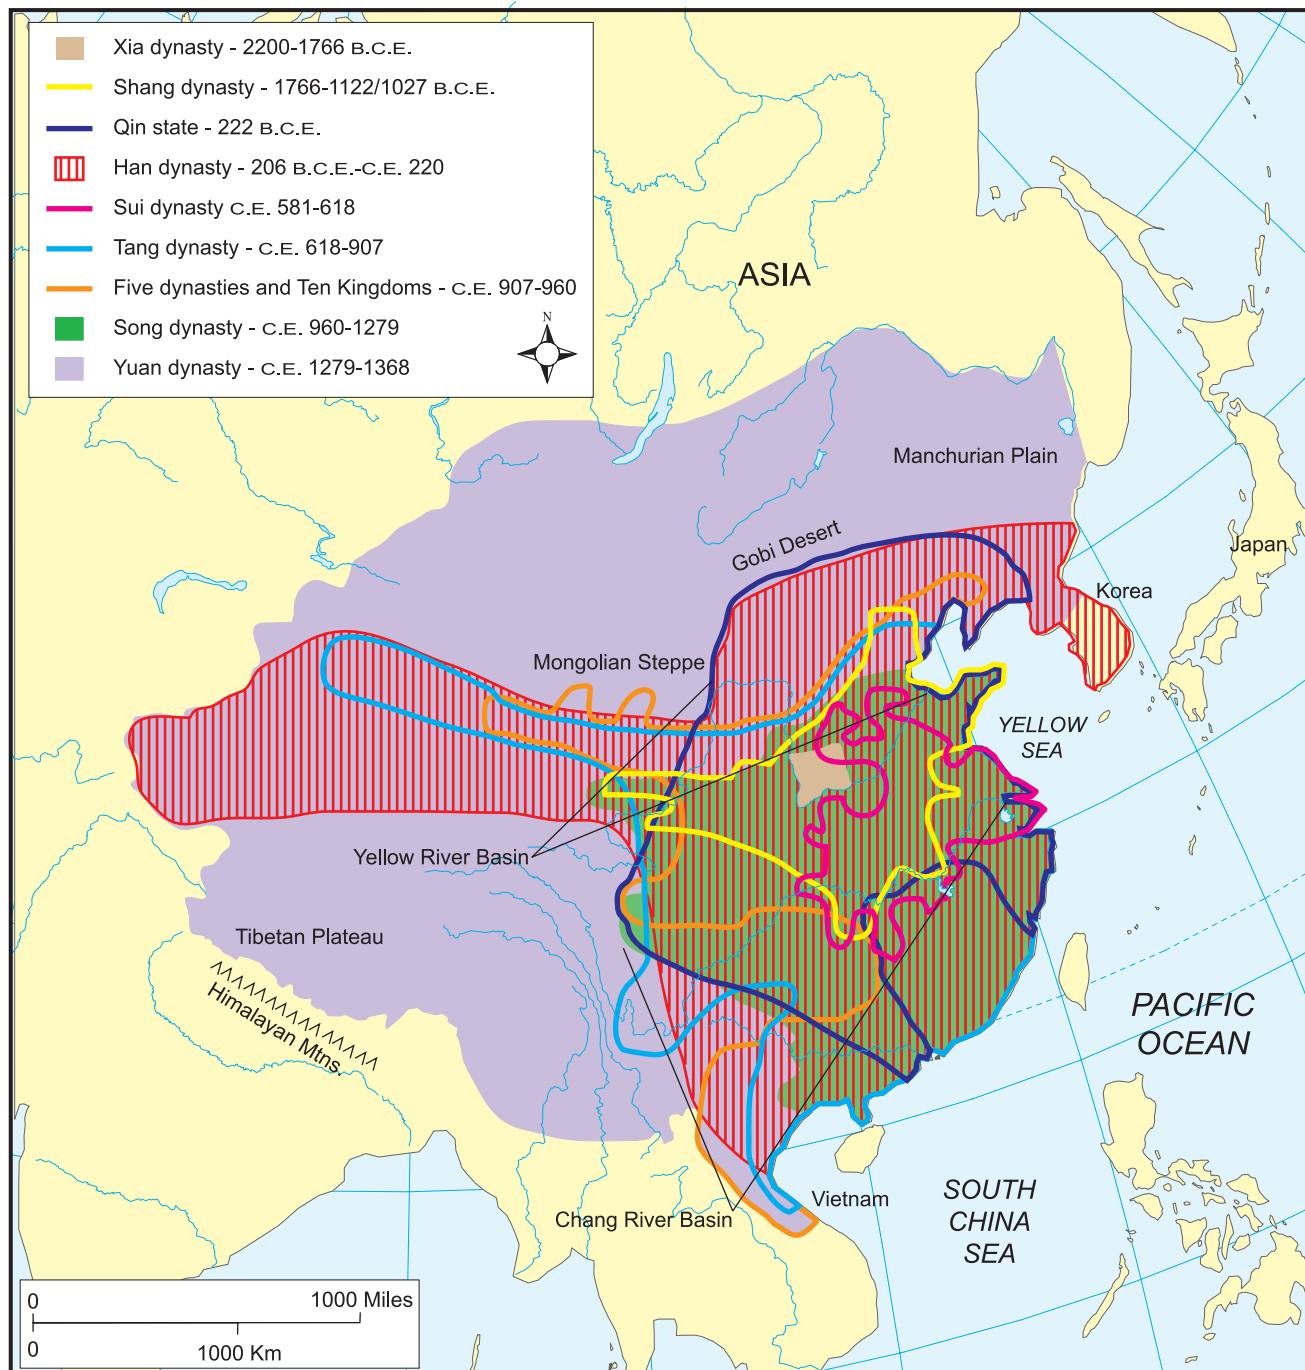 Xia dynasty - 2200-1766 B.C.E.
Shang dynasty - 1766-1122/1027 B.C.E.
Qin state - 222 B.C.E.
Han dynasty - 206 B.C.E.-C.E. 220
Sui dynasty C.E. 581-618
Tang dynasty - C.E. 618-907
Five dynasties and Ten Kingdoms - C.E. 907-960
Song dynasty - C.E. 960-1279
Yuan dynasty - C.E. 1279-1368
N
ASIA
Manchurian Plain
Gobi Desert
Japan
Korea
Mongolian Steppe
YELLOW
SEA
Yellow River Basin
Tibetan Plateau
Himalayan Mtns.
PACIFIC
OCEAN
Vietnam
Chang River Basin
SOUTH
CHINA
SEA
0 1000 Miles
0 1000 Km